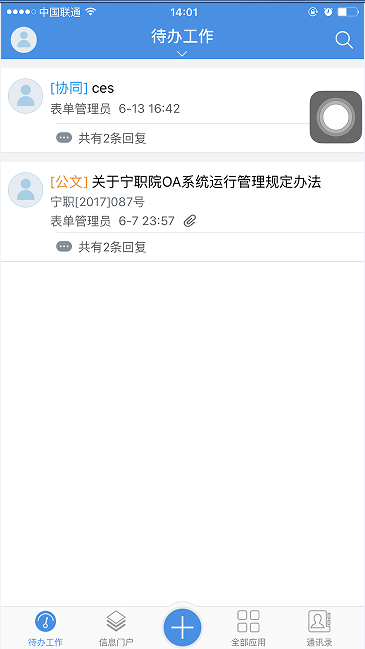 中国联通 14:01
待办工作
[协同] ces
表单管理员 6-13 16:42
共有2条回复
[公文] 关于宁职院OA系统运行管理规定办法
宁职[2017]087号
表单管理员 6-7 23:57
共有2条回复
待办工作 信息门户 全部应用 通讯录